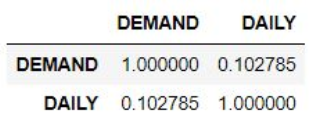 DEMAND DAILY
DEMAND 1.000000 0.102785
DAILY 0.102785 1.000000